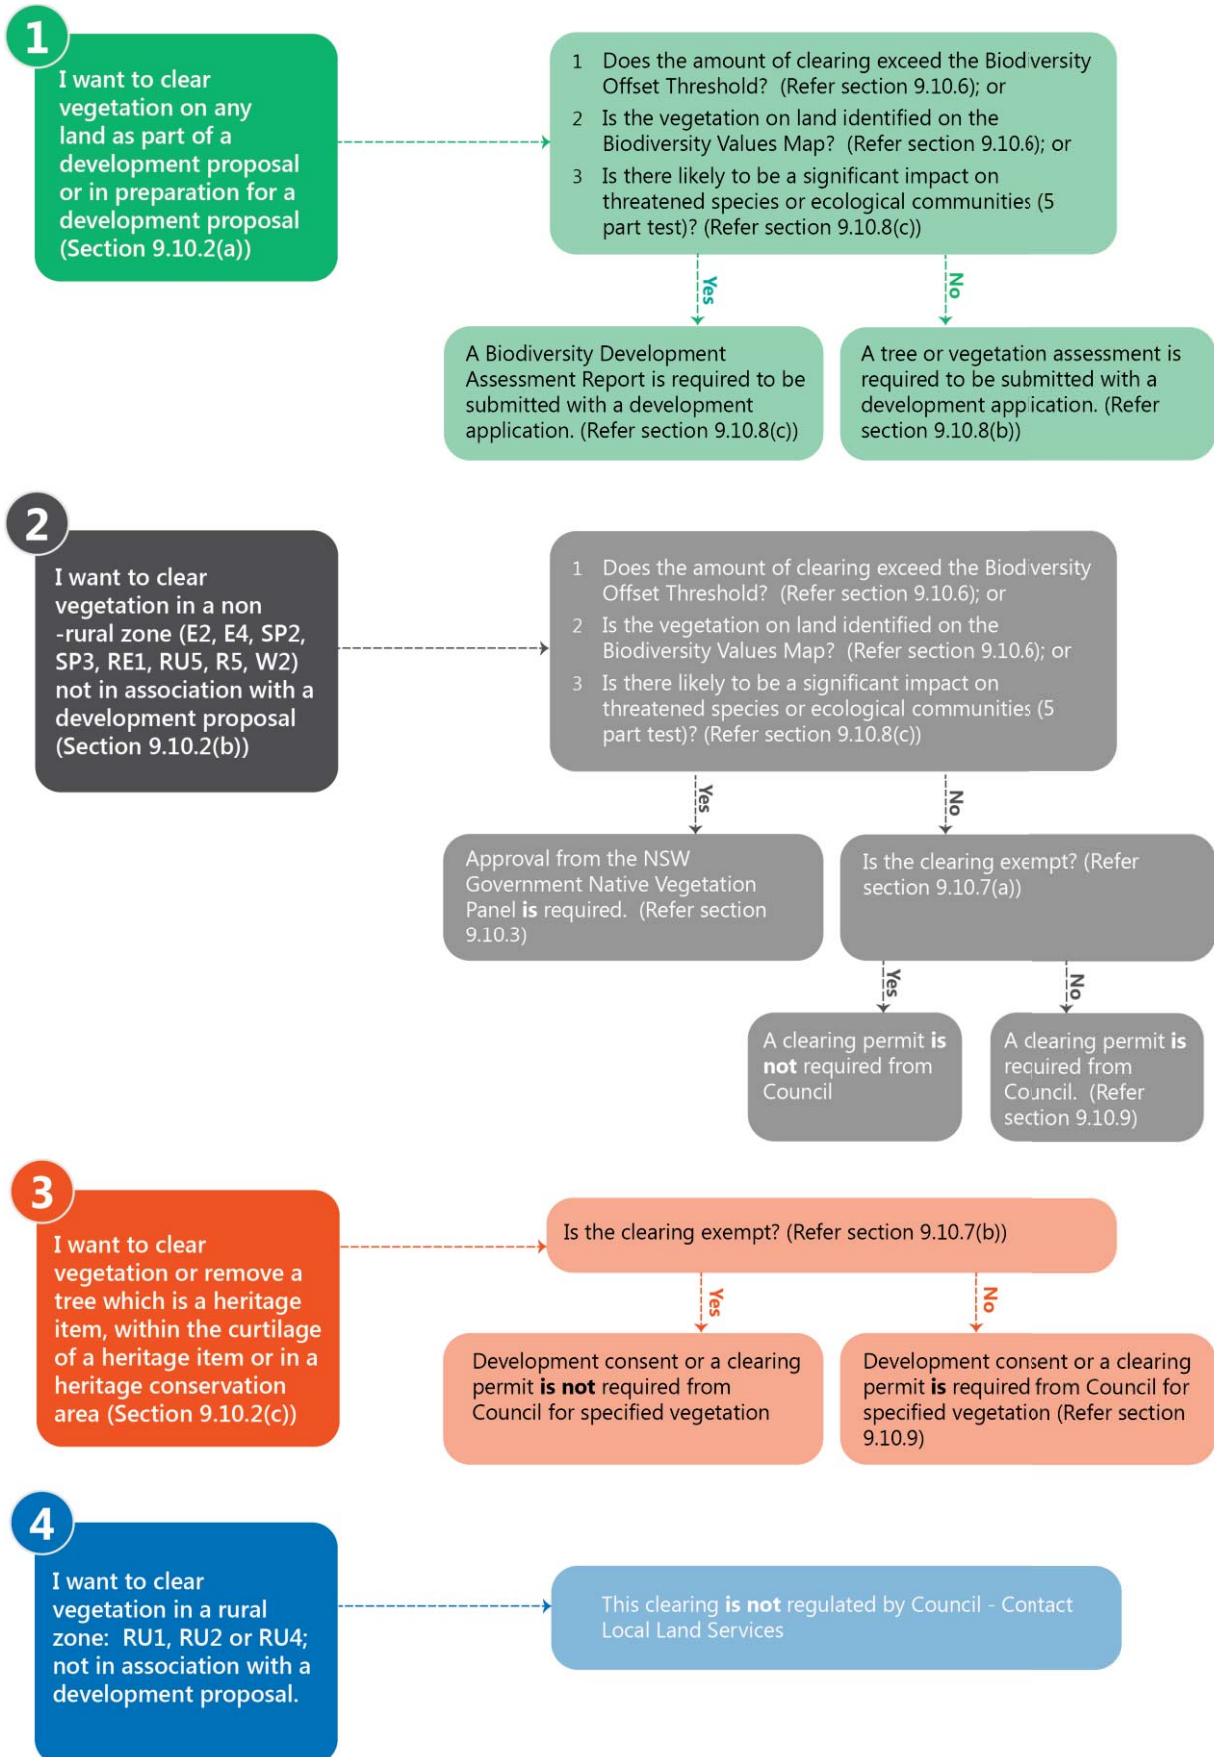 1
I want to clear
vegetation on any
land as part of a
development proposal
or in preparation for a
development proposal
(Section 9.10.2(a))
1 Does the amount of clearing exceed the Biodiversity
Offset Threshold? (Refer section 9.10.6); or
2 Is the vegetation on land identified on the
Biodiversity Values Map? (Refer section 9.10.6); or
3 Is there likely to be a significant impact on
threatened species or ecological communities (5
part test)? (Refer section 9.10.8(c))
Yes
No
A Biodiversity Development
Assessment Report is required to be
submitted with a development
application. (Refer section 9.10.8(c))
A tree or vegetation assessment is
required to be submitted with a
development application. (Refer
section 9.10.8(b))
2
I want to clear
vegetation in a non
-rural zone (E2, E4, SP2,
SP3, RE1, RU5, R5, W2)
not in association with a
development proposal
(Section 9.10.2(b))
1 Does the amount of clearing exceed the Biodiversity
Offset Threshold? (Refer section 9.10.6); or
2 Is the vegetation on land identified on the
Biodiversity Values Map? (Refer section 9.10.6); or
3 Is there likely to be a significant impact on
threatened species or ecological communities (5
part test)? (Refer section 9.10.8(c))
Yes
No
Approval from the NSW
Government Native Vegetation
Panel is required. (Refer section
9.10.3)
Is the clearing exempt? (Refer
section 9.10.7(a))
Yes
No
A clearing permit is
not required from
Council
A clearing permit is
required from
Council. (Refer
section 9.10.9)
3
I want to clear
vegetation or remove a
tree which is a heritage
item, within the curtilage
of a heritage item or in a
heritage conservation
area (Section 9.10.2(c))
Is the clearing exempt? (Refer section 9.10.7(b))
Yes
No
Development consent or a clearing
permit is not required from
Council for specified vegetation
Development consent or a clearing
permit is required from Council for
specified vegetation (Refer section
9.10.9)
4
I want to clear
vegetation in a rural
zone: RU1, RU2 or RU4;
not in association with a
development proposal.
This clearing is not regulated by Council - Contact
Local Land Services